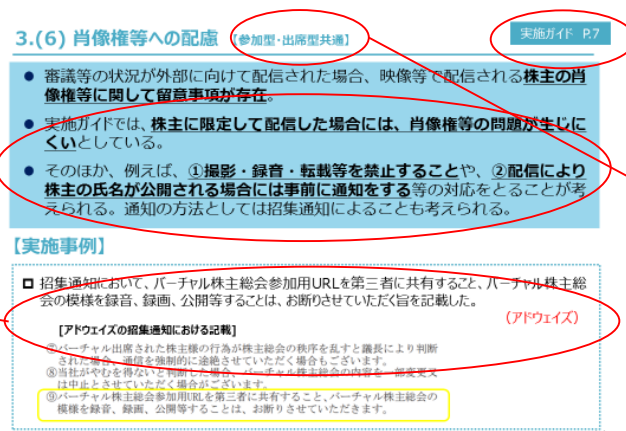 3.(6) 肖像権等への配慮 【参加型・出席型共通】
実施ガイド P.7
● 審議等の状況が外部に向けて配信された場合、映像等で配信される株主の肖
像権等に関して留意事項が存在。
● 実施ガイドでは、株主に限定して配信した場合には、肖像権等の問題が生じに
くいとしている。
● そのほか、例えば、①撮影・録音・転載等を禁止することや、②配信により
株主の氏名が公開される場合には事前に通知をする等の対応をとることが考
えられる。通知の方法としては招集通知によることも考えられる。
【実施事例】
招集通知において、バーチャル株主総会参加用URLを第三者に共有すること、バーチャル株主総
会の模様を録音、録画、公開等することは、お断りさせていただく旨を記載した。
(アドウェイズ)
[アドウェイズの招集通知における記載]
⑦バーチャル出席された株主様の行為が株主総会の秩序を乱すと議長により判断
された場合、通信を強制的に途絶させていただく場合もございます。
⑧当社がやむを得ないと判断した場合、バーチャル株主総会の内容を一部変更又
は中止とさせていただく場合がございます。
⑨バーチャル株主総会参加用URLを第三者に共有すること、バーチャル株主総会の
模様を録音、録画、公開等することは、お断りさせていただきます。